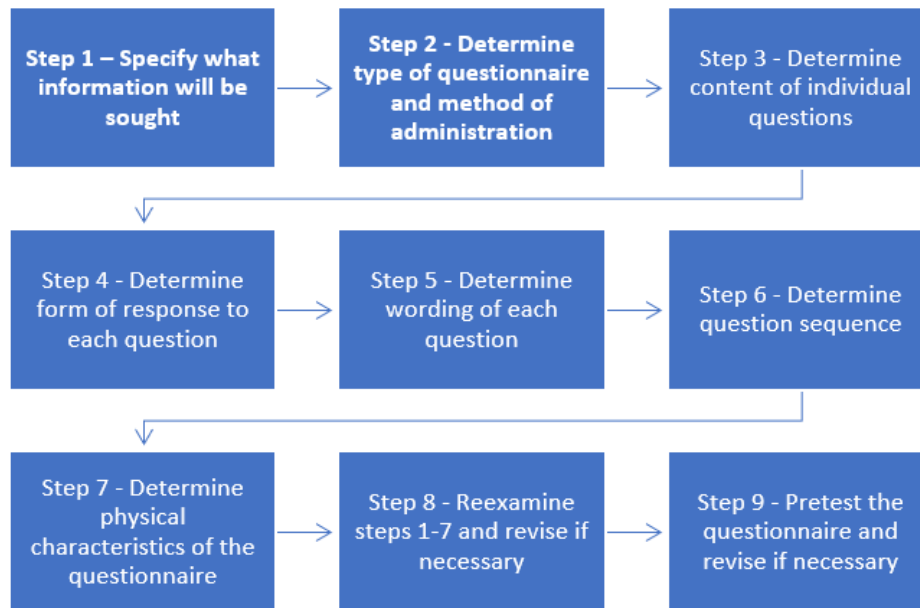 Step 1 – Specify what
information will be
sought
Step 2 - Determine
type of questionnaire
and method of
administration
Step 3 - Determine
content of individual
questions
Step 4 - Determine
form of response to
each question
Step 5 - Determine
wording of each
question
Step 6 - Determine
question sequence
Step 7 - Determine
physical
characteristics of the
questionnaire
Step 8 - Reexamine
steps 1-7 and revise if
necessary
Step 9 - Pretest the
questionnaire and
revise if necessary